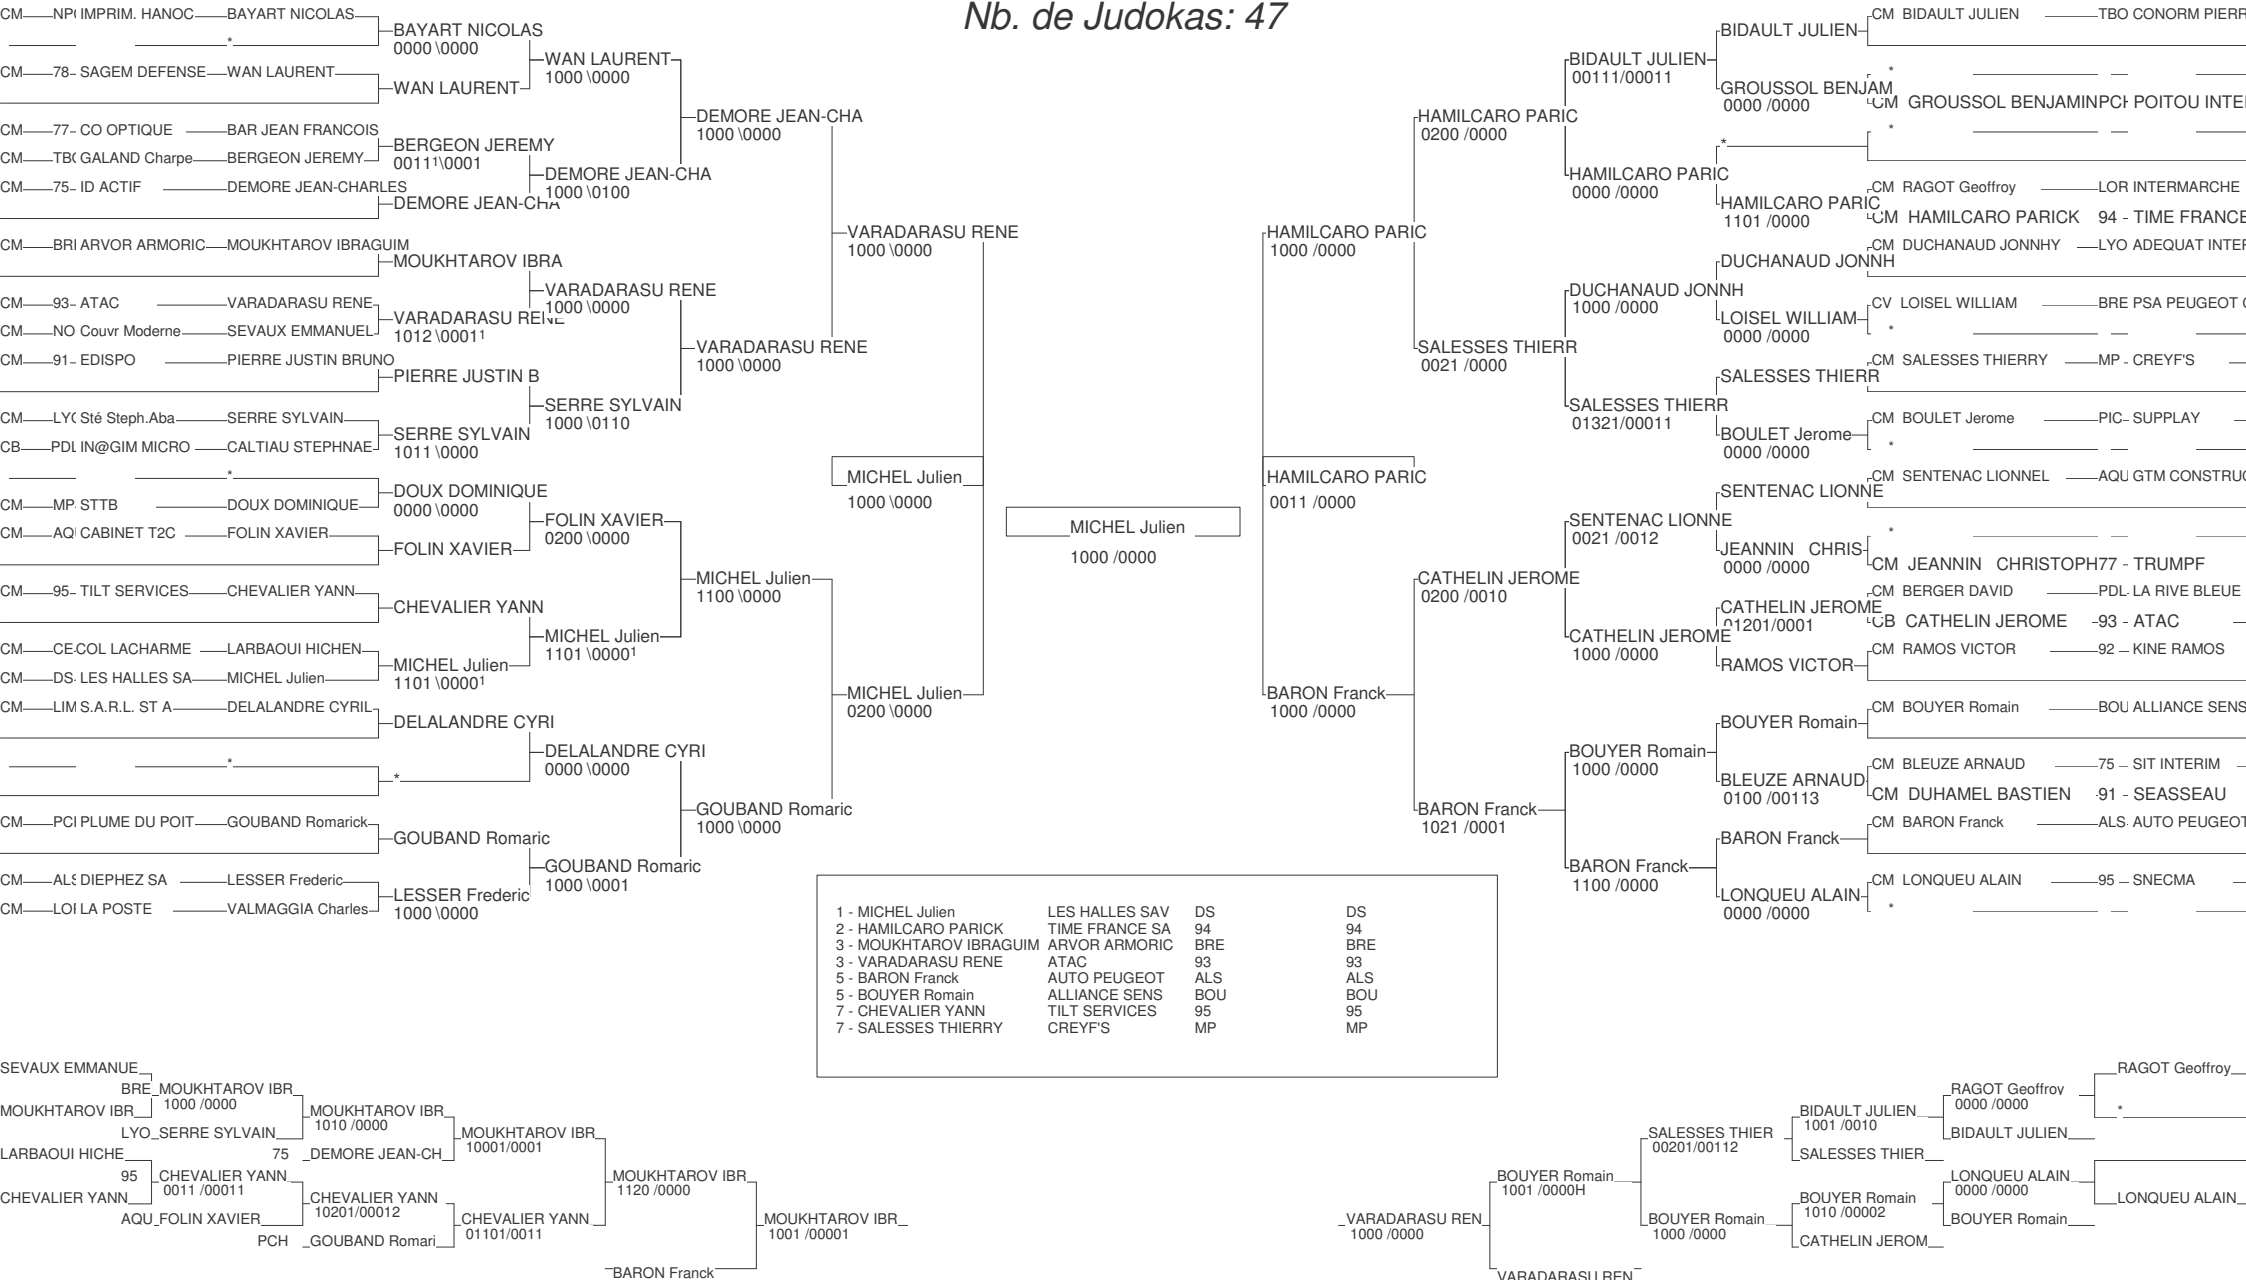 Nb. de Judokas: 47
CM NP( IMPRIM. HANOC BAYART NICOLAS
*
CM 78- SAGEM DEFENSE WAN LAURENT
CM 77- CO OPTIQUE BAR JEAN FRANCOIS
CM TB( GALAND Charpe BERGEON JEREMY
CM 75- ID ACTIF DEMORE JEAN-CHARLES
CM BRI ARVOR ARMORIC MOUKHTAROV IBRAGUIM
CM 93- ATAC VARADARASU RENE
CM NO Couvr Moderne SEVAUX EMMANUEL
CM 91- EDISPO PIERRE JUSTIN BRUNO
CM LY( Sté Steph.Aba SERRE SYLVAIN
CB PDL IN@GIM MICRO CALTIAU STEPHNAE
*
CM MP- STTB DOUX DOMINIQUE
CM AQ CABINET T2C FOLIN XAVIER
CM 95- TILT SERVICES CHEVALIER YANN
CM CE COL LACHARME LARBAOUI HICHEN
CM DS- LES HALLES SA MICHEL Julien
CM LIM S.A.R.L. ST A DELALANDRE CYRIL
*
CM PCI PLUME DU POIT GOUBAND Romarick
CM ALS DIEPHEZ SA LESSER Frederic
CM LOI LA POSTE VALMAGGIA Charles
BAYART NICOLAS
0000 \0000
WAN LAURENT
BERGEON JEREMY
00111\0001
DEMORE JEAN-CHA
MOUKHTAROV IBRA
VARADARASU RENE
1012 \00011
PIERRE JUSTIN B
SERRE SYLVAIN
1011 \0000
DOUX DOMINIQUE
0000 \0000
FOLIN XAVIER
CHEVALIER YANN
MICHEL Julien
1101 \00001
DELALANDRE CYRI
*
GOUBAND Romaric
LESSER Frederic
1000 \0000
WAN LAURENT
1000 \0000
DEMORE JEAN-CHA
1000 \0100
VARADARASU RENE
1000 \0000
SERRE SYLVAIN
1000 \0110
FOLIN XAVIER
0200 \0000
MICHEL Julien
1101 \00001
DELALANDRE CYRI
0000 \0000
GOUBAND Romaric
1000 \0001
DEMORE JEAN-CHA
1000 \0000
VARADARASU RENE
1000 \0000
MICHEL Julien
1100 \0000
GOUBAND Romaric
1000 \0000
VARADARASU RENE
1000 \0000
MICHEL Julien
1000 \0000
MICHEL Julien
0200 \0000
MICHEL Julien
1000 /0000
HAMILCARO PARIC
1000 /0000
HAMILCARO PARIC
0011 /0000
BARON Franck
1000 /0000
HAMILCARO PARIC
0200 /0000
SALESSES THIERR
0021 /0000
CATHELIN JEROME
0200 /0010
BARON Franck
1021 /0001
BIDAULT JULIEN
00111/00011
HAMILCARO PARIC
0000 /0000
DUCHANAUD JONNH
1000 /0000
SALESSES THIERR
01321/00011
SENTENAC LIONNE
0021 /0012
CATHELIN JEROME
1000 /0000
BOUYER Romain
1000 /0000
BARON Franck
1100 /0000
BIDAULT JULIEN
GROUSSOL BENJAM
0000 /0000
*
HAMILCARO PARIC
1101 /0000
DUCHANAUD JONNH
LOISEL WILLIAM
0000 /0000
SALESSES THIERR
BOULET Jerome
0000 /0000
SENTENAC LIONNE
JEANNIN CHRIS
0000 /0000
CATHELIN JEROME
01201/0001
RAMOS VICTOR
BOUYER Romain
BLEUZE ARNAUD
0100 /00113
BARON Franck
LONQUEU ALAIN
0000 /0000
CM BIDAULT JULIEN TBO CONORM PIERR
*
CM GROUSSOL BENJAMIN PCH POITOU INTE
*
CM RAGOT Geoffroy LOR INTERMARCHE
CM HAMILCARO PARICK 94 - TIME FRANCE
CM DUCHANAUD JONNHY LYO ADEQUAT INTER
CV LOISEL WILLIAM BRE PSA PEUGEOT
*
CM SALESSES THIERRY MP - CREYF'S
CM BOULET Jerome PIC SUPPLAY
*
CM SENTENAC LIONNEL AQU GTM CONSTRUC
*
CM JEANNIN CHRISTOPH 77 - TRUMPF
CM BERGER DAVID PDL LA RIVE BLEUE
CB CATHELIN JEROME 93 - ATAC
CM RAMOS VICTOR 92 - KINE RAMOS
CM BOUYER Romain BOU ALLIANCE SENS
CM BLEUZE ARNAUD 75 - SIT INTERIM
CM DUHAMEL BASTIEN 91 - SEASSEAU
CM BARON Franck ALS AUTO PEUGEOT
CM LONQUEU ALAIN 95 - SNECMA
*
1 - MICHEL Julien LES HALLES SAV DS DS
2 - HAMILCARO PARICK TIME FRANCE SA 94 94
3 - MOUKHTAROV IBRAGUIM ARVOR ARMORIC BRE BRE
3 - VARADARASU RENE ATAC 93 93
5 - BARON Franck AUTO PEUGEOT ALS ALS
5 - BOUYER Romain ALLIANCE SENS BOU BOU
7 - CHEVALIER YANN TILT SERVICES 95 95
7 - SALESSES THIERRY CREYF'S MP MP
SEVAUX EMMANUE
MOUKHTAROV IBR
LARBAOUI HICHE
CHEVALIER YANN
BRE MOUKHTAROV IBR
1000 /0000
LYO SERRE SYLVAIN
95 CHEVALIER YANN
0011 /00011
AQU FOLIN XAVIER
MOUKHTAROV IBR
1010 /0000
75 DEMORE JEAN-CH
CHEVALIER YANN
10201/00012
PCH GOUBAND Romari
MOUKHTAROV IBR
10001/0001
CHEVALIER YANN
01101/0011
MOUKHTAROV IBR
1120 /0000
BARON Franck
MOUKHTAROV IBR
1001 /00001
VARADARASU REN
1000 /0000
BOUYER Romain
1001 /0000H
VARADARASU REN
SALESSES THIER
00201/00112
BOUYER Romain
1000 /0000
BIDAULT JULIEN
1001 /0010
SALESSES THIER
BOUYER Romain
1010 /00002
CATHELIN JEROM
RAGOT Geoffroy
0000 /0000
BIDAULT JULIEN
LONQUEU ALAIN
0000 /0000
BOUYER Romain
RAGOT Geoffroy
*
LONQUEU ALAIN